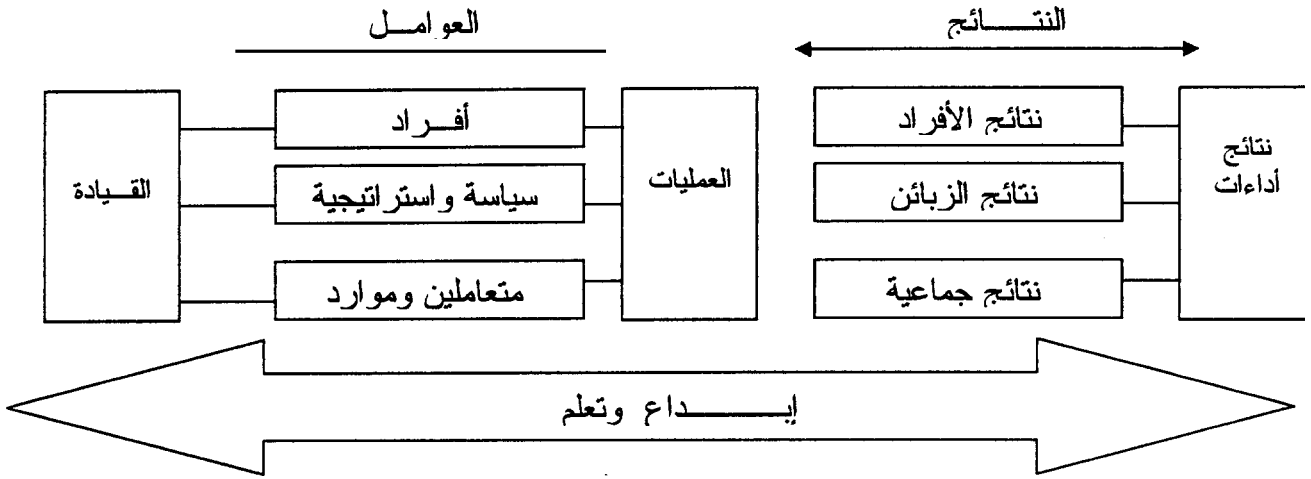 العوامل
النتائج
القيادة
أفراد
سياسة واستراتيجية
متعاملين وموارد
العمليات
نتائج الأفراد
نتائج الزبائن
نتائج جماعية
نتائج
أداءات
إبداع وتعلم